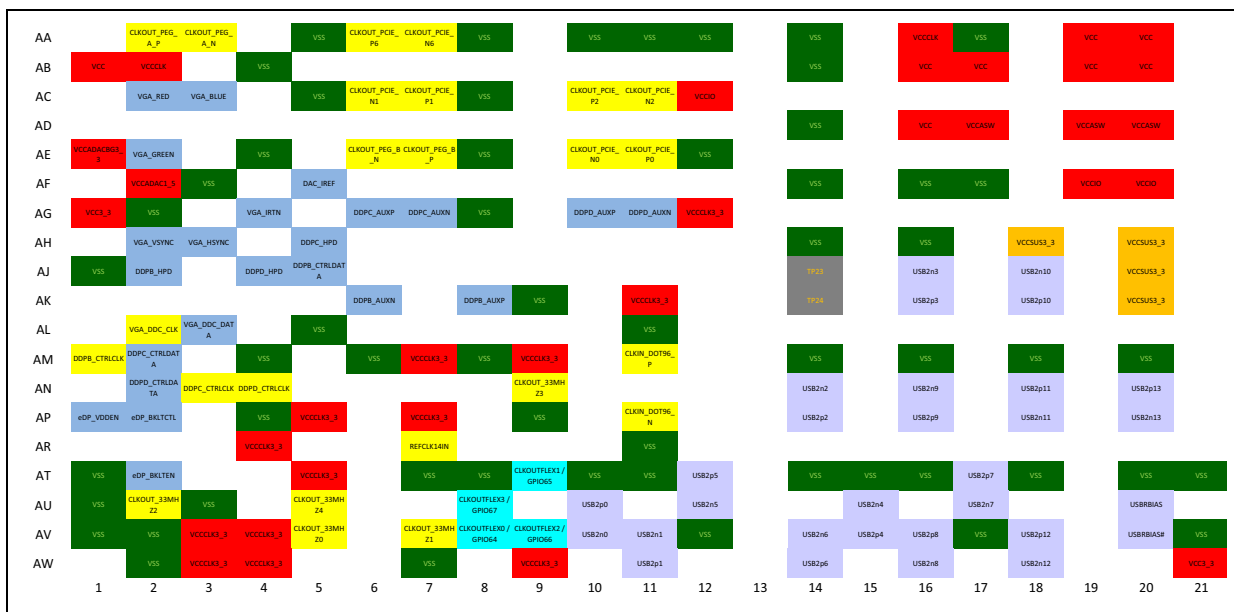 AA CLKOUT_PEG_A_P CLKOUT_PEG_A_N VSS CLKOUT_PCIE_P6 CLKOUT_PCIE_N6 VSS VSS VSS VSS VSS VCCCLK VSS VCC VCC
AB VCC VCCCLK VSS VSS VCC VCC VCC VCC
AC VGA_RED VGA_BLUE VSS CLKOUT_PCIE_N1 CLKOUT_PCIE_P1 VSS CLKOUT_PCIE_P2 CLKOUT_PCIE_N2 VCCIO
AD VSS VCC VCCASW VCCASW VCCASW
AE VCCADACBG3_3 VGA_GREEN VSS CLKOUT_PEG_B_N CLKOUT_PEG_B_P VSS CLKOUT_PCIE_N0 CLKOUT_PCIE_P0 VSS
AF VCCADAC1_5 VSS DAC_IREF VSS VSS VSS VCCIO VCCIO
AG VCC3_3 VSS VGA_IRTN DDPC_AUXP DDPC_AUXN VSS DDPD_AUXP DDPD_AUXN VCCCLK3_3
AH VGA_VSYNC VGA_HSYNC DDPC_HPD VSS VSS VCCSUS3_3 VCCSUS3_3
AJ VSS DDPB_HPD DDPD_HPD DDPB_CTRLDATA TP23 USB2n3 USB2n10 VCCSUS3_3
AK DDPB_AUXN DDPB_AUXP VSS VCCCLK3_3 TP24 USB2p3 USB2p10 VCCSUS3_3
AL VGA_DDC_CLK VGA_DDC_DATA VSS VSS
AM DDPB_CTRLCLK DDPC_CTRLDATA VSS VSS VCCCLK3_3 VSS VCCCLK3_3 CLKIN_DOT96_P VSS VSS VSS VSS
AN DDPD_CTRLDATA DDPC_CTRLCLK DDPD_CTRLCLK CLKOUT_33MHZ3 USB2n2 USB2n9 USB2p11 USB2p13
AP eDP_VDDEN eDP_BKLTCTL VSS VCCCLK3_3 VCCCLK3_3 VSS CLKIN_DOT96_N USB2p2 USB2p9 USB2n11 USB2n13
AR VCCCLK3_3 REFCLK14IN VSS
AT VSS eDP_BKLTEN VCCCLK3_3 VSS VSS CLKOUTFLEX1 / GPIO65 VSS VSS USB2p5 VSS VSS VSS USB2p7 VSS VSS VSS
AU VSS CLKOUT_33MHZ2 VSS CLKOUT_33MHZ4 CLKOUTFLEX3 / GPIO67 USB2p0 USB2n5 USB2n4 USB2n7 USBRBIAS
AV VSS VSS VCCCLK3_3 VCCCLK3_3 CLKOUT_33MHZ0 CLKOUT_33MHZ1 CLKOUTFLEX0 / GPIO64 CLKOUTFLEX2 / GPIO66 USB2n0 USB2n1 VSS USB2n6 USB2p4 USB2p8 VSS USB2p12 USBRBIAS# VSS
AW VSS VCCCLK3_3 VCCCLK3_3 VSS VCCCLK3_3 USB2p1 USB2p6 USB2n8 USB2n12 VCC3_3
1 2 3 4 5 6 7 8 9 10 11 12 13 14 15 16 17 18 19 20 21